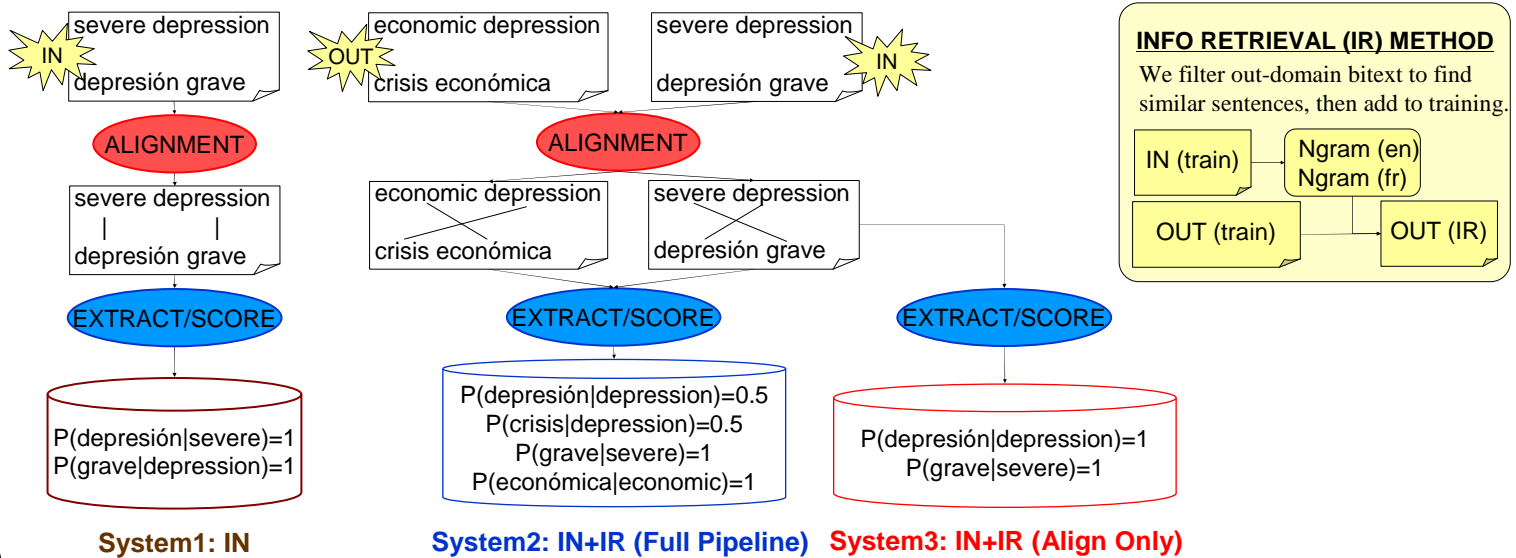 severe depression
IN
depresión grave
ALIGNMENT
severe depression
depresión grave
EXTRACT/SCORE
P(depresión|severe)=1
P(grave|depression)=1
System1: IN
economic depression
OUT
crisis económica
severe depression
IN
depresión grave
ALIGNMENT
economic depression
crisis económica
severe depression
depresión grave
EXTRACT/SCORE
P(depresión|depression)=0.5
P(crisis|depression)=0.5
P(grave|severe)=1
P(económica|economic)=1
System2: IN+IR (Full Pipeline)
EXTRACT/SCORE
P(depresión|depression)=1
P(grave|severe)=1
System3: IN+IR (Align Only)
INFO RETRIEVAL (IR) METHOD
We filter out-domain bitext to find
similar sentences, then add to training.
IN (train)
Ngram (en)
Ngram (fr)
OUT (train)
OUT (IR)